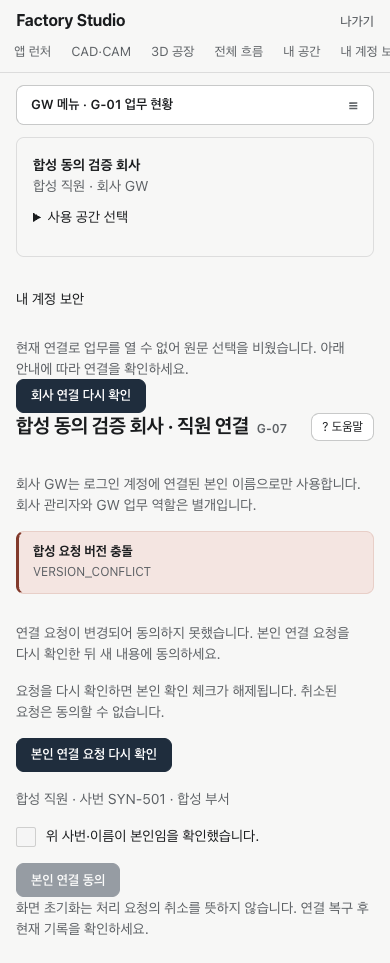 Factory Studio
나가기
앱 런처 CAD·CAM 3D 공장 전체 흐름 내 공간 내 계정 보
GW 메뉴 · G-01 업무 현황 ≡
합성 동의 검증 회사
합성 직원 · 회사 GW
▶ 사용 공간 선택
내 계정 보안
현재 연결로 업무를 열 수 없어 원문 선택을 비웠습니다. 아래
안내에 따라 연결을 확인하세요.
회사 연결 다시 확인
합성 동의 검증 회사 · 직원 연결 G-07
? 도움말
회사 GW는 로그인 계정에 연결된 본인 이름으로만 사용합니다.
회사 관리자와 GW 업무 역할은 별개입니다.
합성 요청 버전 충돌
VERSION_CONFLICT
연결 요청이 변경되어 동의하지 못했습니다. 본인 연결 요청을
다시 확인한 뒤 새 내용에 동의하세요.
요청을 다시 확인하면 본인 확인 체크가 해제됩니다. 취소된
요청은 동의할 수 없습니다.
본인 연결 요청 다시 확인
합성 직원 · 사번 SYN-501 · 합성 부서
위 사번·이름이 본인임을 확인했습니다.
본인 연결 동의
화면 초기화는 처리 요청의 취소를 뜻하지 않습니다. 연결 복구 후
현재 기록을 확인하세요.